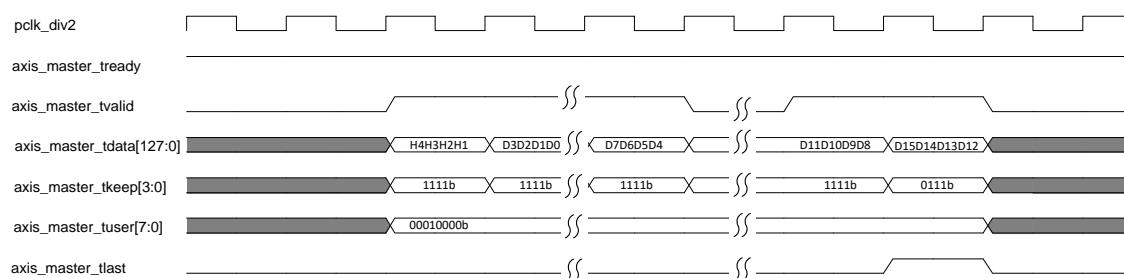 pclk_div2
axis_master_tready
axis_master_tvalid
axis_master_tdata[127:0] H4H3H2H1 D3D2D1D0 D7D6D5D4 D11D10D9D8 D15D14D13D12
axis_master_tkeep[3:0] 1111b 1111b 1111b 1111b 0111b
axis_master_tuser[7:0] 00010000b
axis_master_tlast